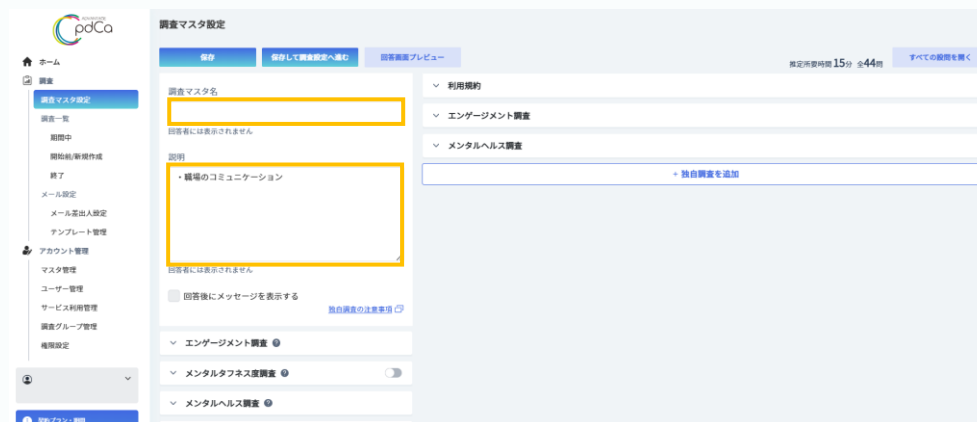 ADVANTAGE
pdCa
ホーム
調査
調査マスタ設定
調査一覧
期間中
開始前/新規作成
終了
メール設定
メール差出人設定
テンプレート管理
アカウント管理
マスタ管理
ユーザー管理
サービス利用管理
調査グループ管理
権限設定
契約プラン・期間
調査マスタ設定
保存
保存して調査設定へ進む
回答画面プレビュー
推定所要時間15分 全44問
すべての設問を開く
調査マスタ名
回答者には表示されません
説明
・職場のコミュニケーション
回答者には表示されません
回答後にメッセージを表示する
独自調査の注意事項
エンゲージメント調査
メンタルタフネス度調査
メンタルヘルス調査
利用規約
エンゲージメント調査
メンタルヘルス調査
+ 独自調査を追加